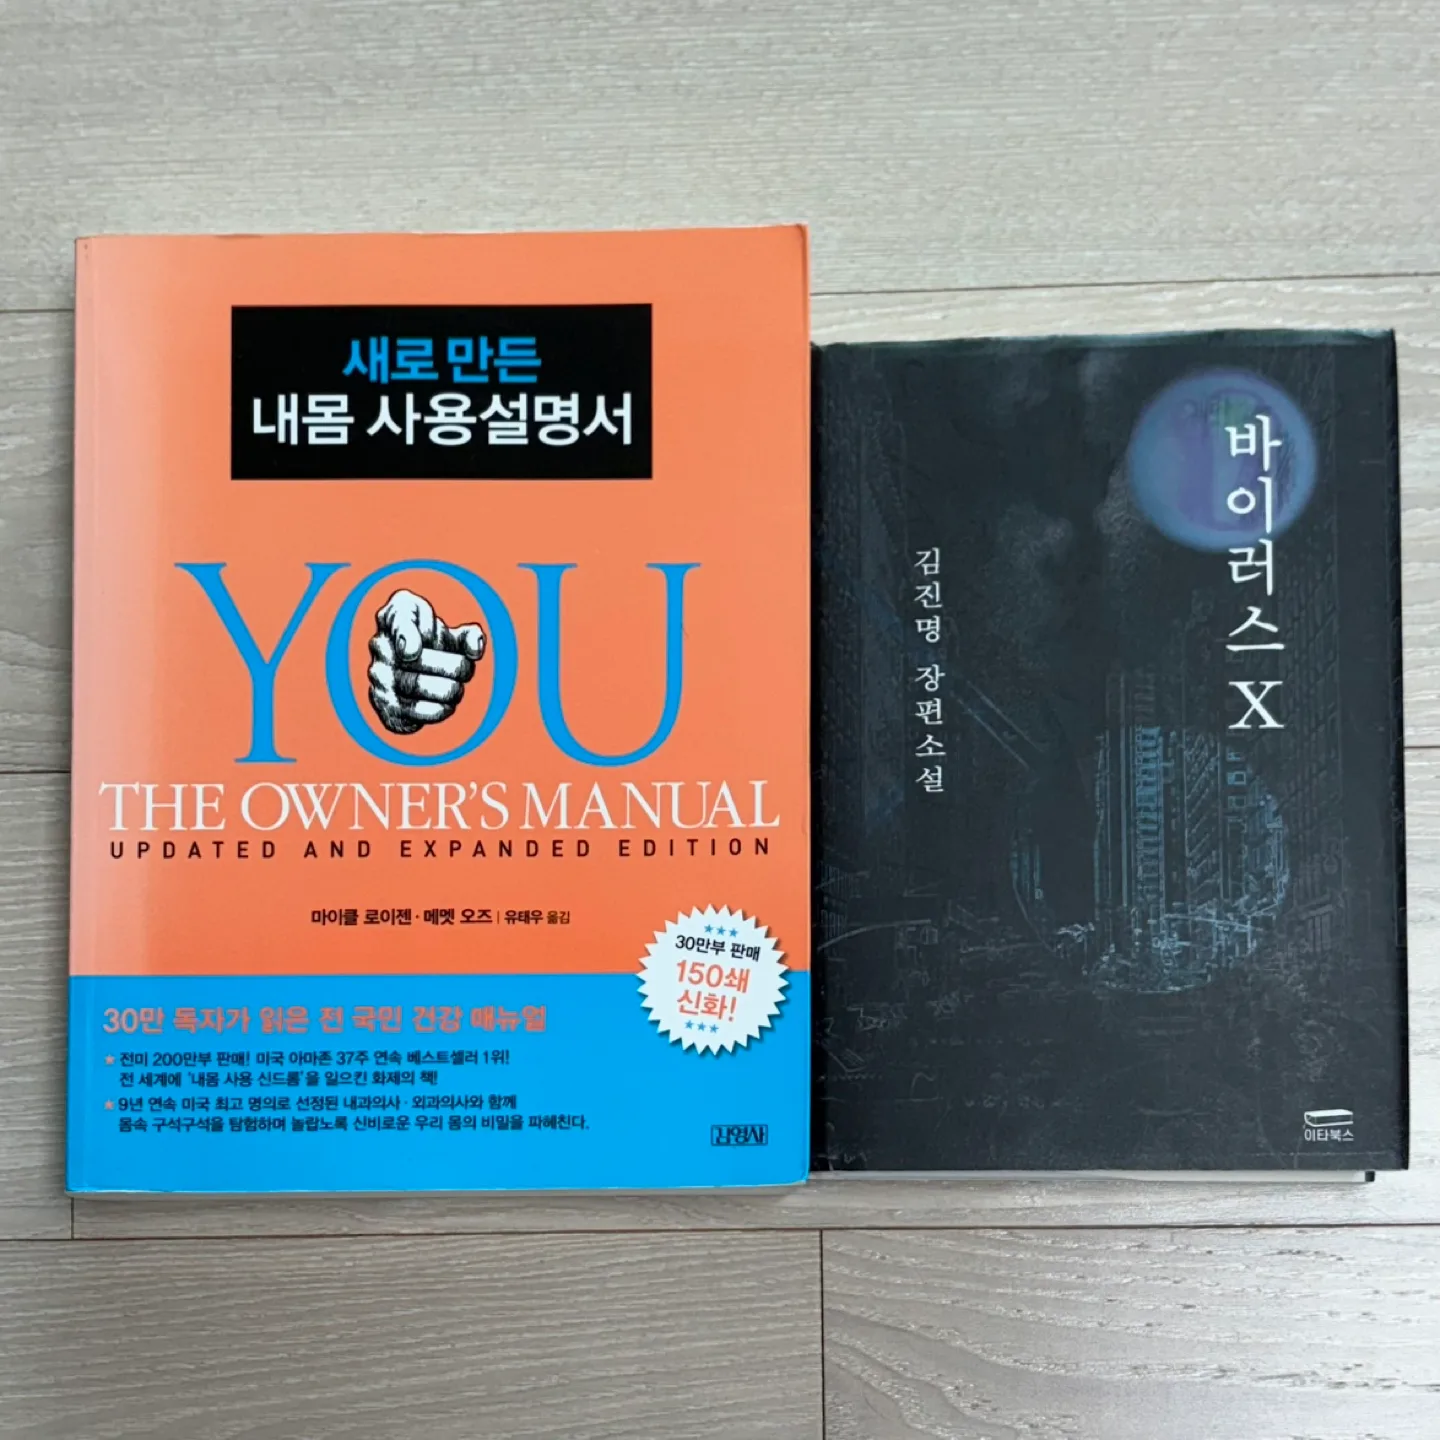 새로 만든
내몸 사용설명서
YOU
THE OWNER'S MANUAL
UPDATED AND EXPANDED EDITION
마이클 로이젠 · 메멧 오즈 | 유태우 옮김
30만부 판매
150쇄
신화!
30만 독자가 읽은 전 국민 건강 매뉴얼
전미 200만부 판매! 미국 아마존 37주 연속 베스트셀러 1위!
전 세계에 '내몸 사용 신드롬'을 일으킨 화제의 책!
9년 연속 미국 최고 명의로 선정된 내과의사 · 외과의사와 함께
몸속 구석구석을 탐험하며 놀랍노록 신비로운 우리 몸의 비밀을 파헤친다.
김영사
바이러스 X
김진명 장편소설
이타북스